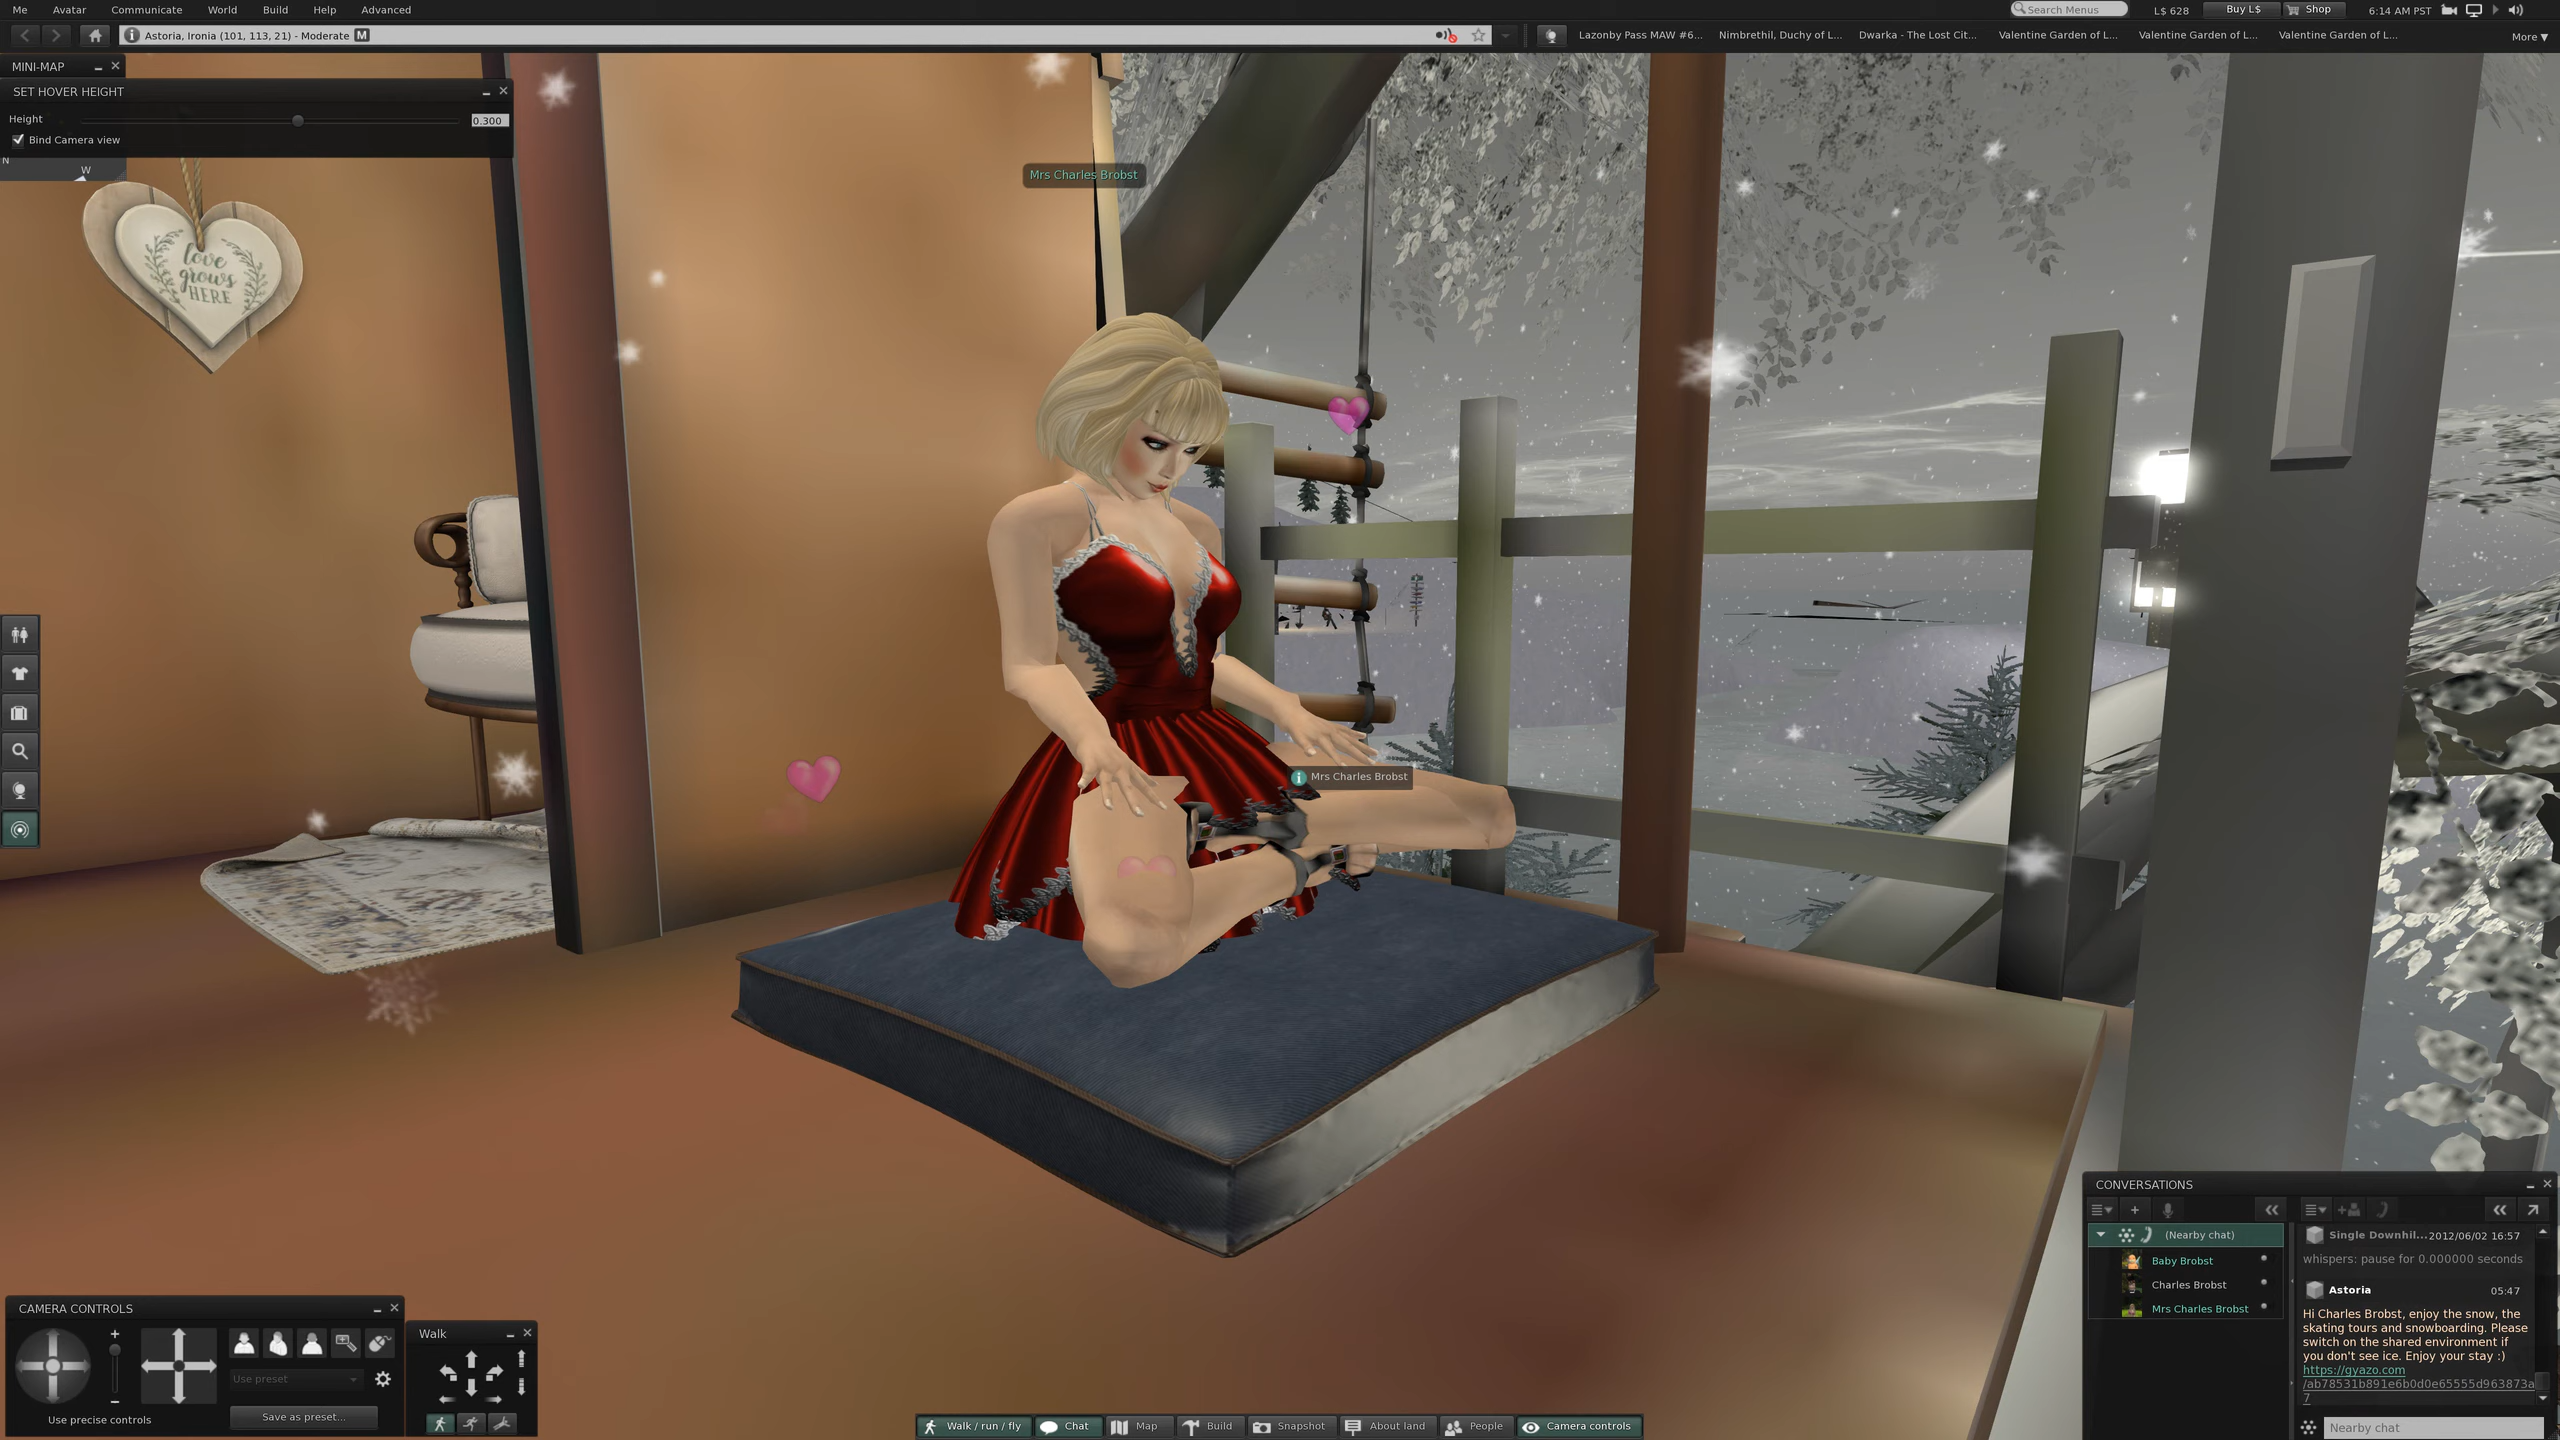 Me Avatar Communicate World Build Help Advanced
Search Menus L$ 628 Buy L$ Shop 6:14 AM PST
Astoria, Ironia (101, 113, 21) - Moderate M
Lazonby Pass MAW #6... Nimbrethil, Duchy of L... Dwarka - The Lost Cit... Valentine Garden of L... Valentine Garden of L... Valentine Garden of L... More
MINI-MAP
SET HOVER HEIGHT
Height 0.300
Bind Camera view
N
W
Mrs Charles Brobst
love
grows
HERE
Mrs Charles Brobst
CONVERSATIONS
(Nearby chat)
Baby Brobst
Charles Brobst
Mrs Charles Brobst
Single Downhil... 2012/06/02 16:57
whispers: pause for 0.000000 seconds
Astoria 05:47
Hi Charles Brobst, enjoy the snow, the
skating tours and snowboarding. Please
switch on the shared environment if
you don't see ice. Enjoy your stay :)
https://gyazo.com
/ab78531b891e6b0d0e65555d963873a
7
Nearby chat
CAMERA CONTROLS
Use preset
Use precise controls
Save as preset...
Walk
Walk / run / fly Chat Map Build Snapshot About land People Camera controls